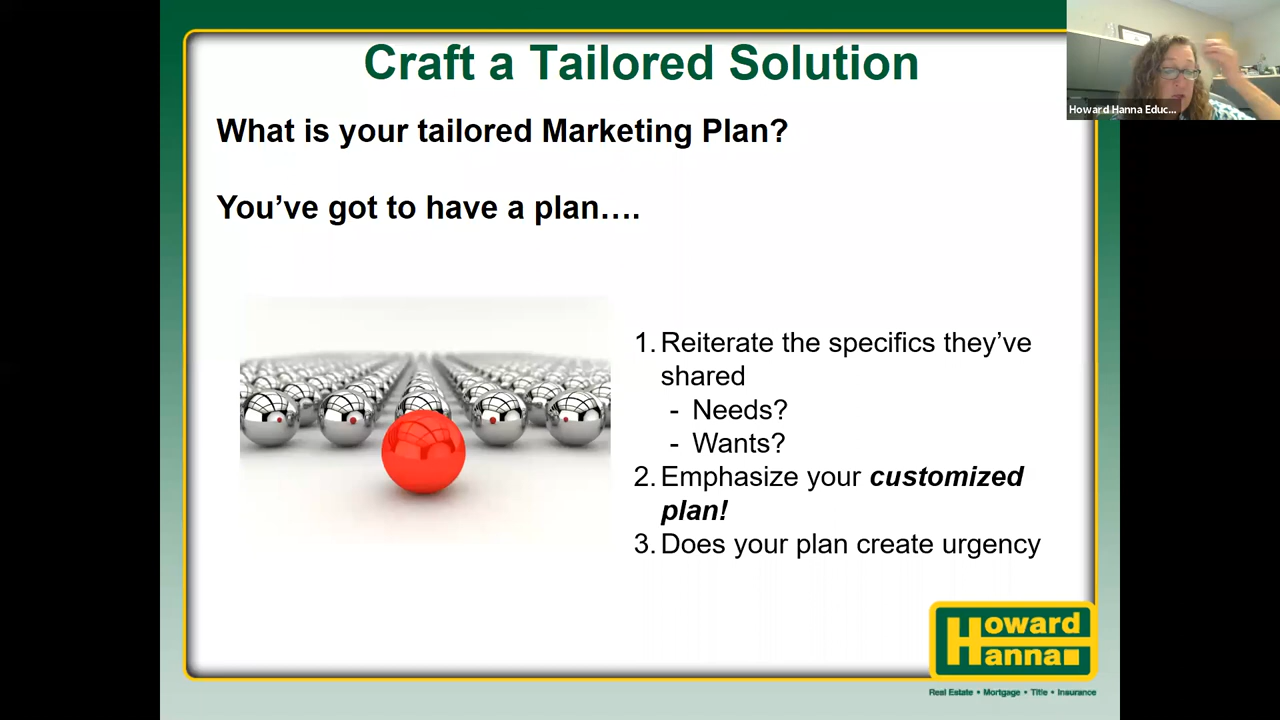 Craft a Tailored Solution
Howard Hanna Educ...
What is your tailored Marketing Plan?
You’ve got to have a plan….
1. Reiterate the specifics they’ve
shared
- Needs?
- Wants?
2. Emphasize your customized
plan!
3. Does your plan create urgency
Howard
Hanna
Real Estate • Mortgage • Title • Insurance